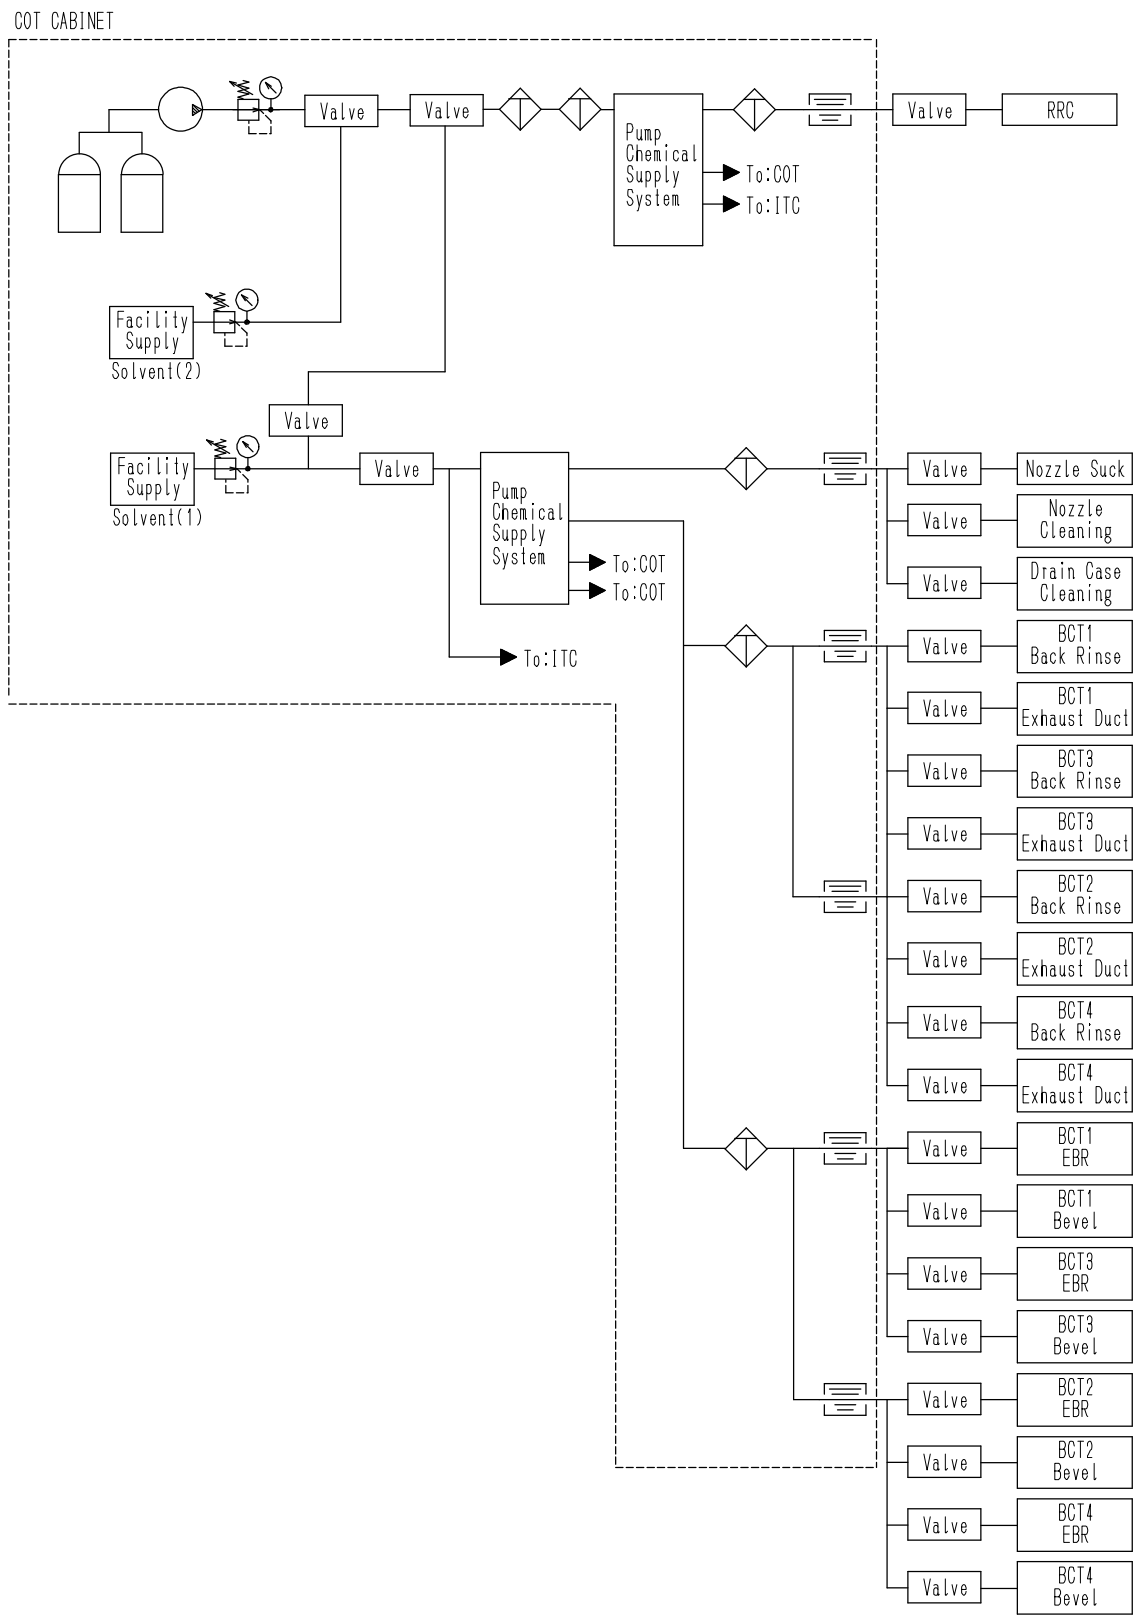 COT CABINET
Valve
Valve
Pump
Chemical
Supply
System
To:COT
To:ITC
Valve
RRC
Facility
Supply
Solvent(2)
Valve
Facility
Supply
Solvent(1)
Valve
Pump
Chemical
Supply
System
To:COT
To:COT
To:ITC
Valve
Nozzle Suck
Valve
Nozzle
Cleaning
Valve
Drain Case
Cleaning
Valve
BCT1
Back Rinse
Valve
BCT1
Exhaust Duct
Valve
BCT3
Back Rinse
Valve
BCT3
Exhaust Duct
Valve
BCT2
Back Rinse
Valve
BCT2
Exhaust Duct
Valve
BCT4
Back Rinse
Valve
BCT4
Exhaust Duct
Valve
BCT1
EBR
Valve
BCT1
Bevel
Valve
BCT3
EBR
Valve
BCT3
Bevel
Valve
BCT2
EBR
Valve
BCT2
Bevel
Valve
BCT4
EBR
Valve
BCT4
Bevel